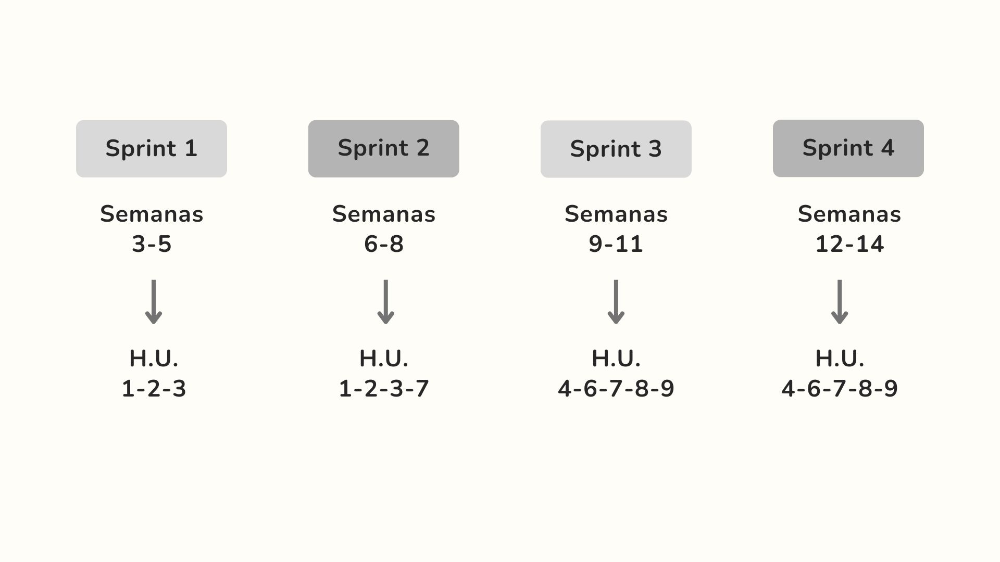 Sprint 1
Semanas
3-5
H.U.
1-2-3
Sprint 2
Semanas
6-8
H.U.
1-2-3-7
Sprint 3
Semanas
9-11
H.U.
4-6-7-8-9
Sprint 4
Semanas
12-14
H.U.
4-6-7-8-9